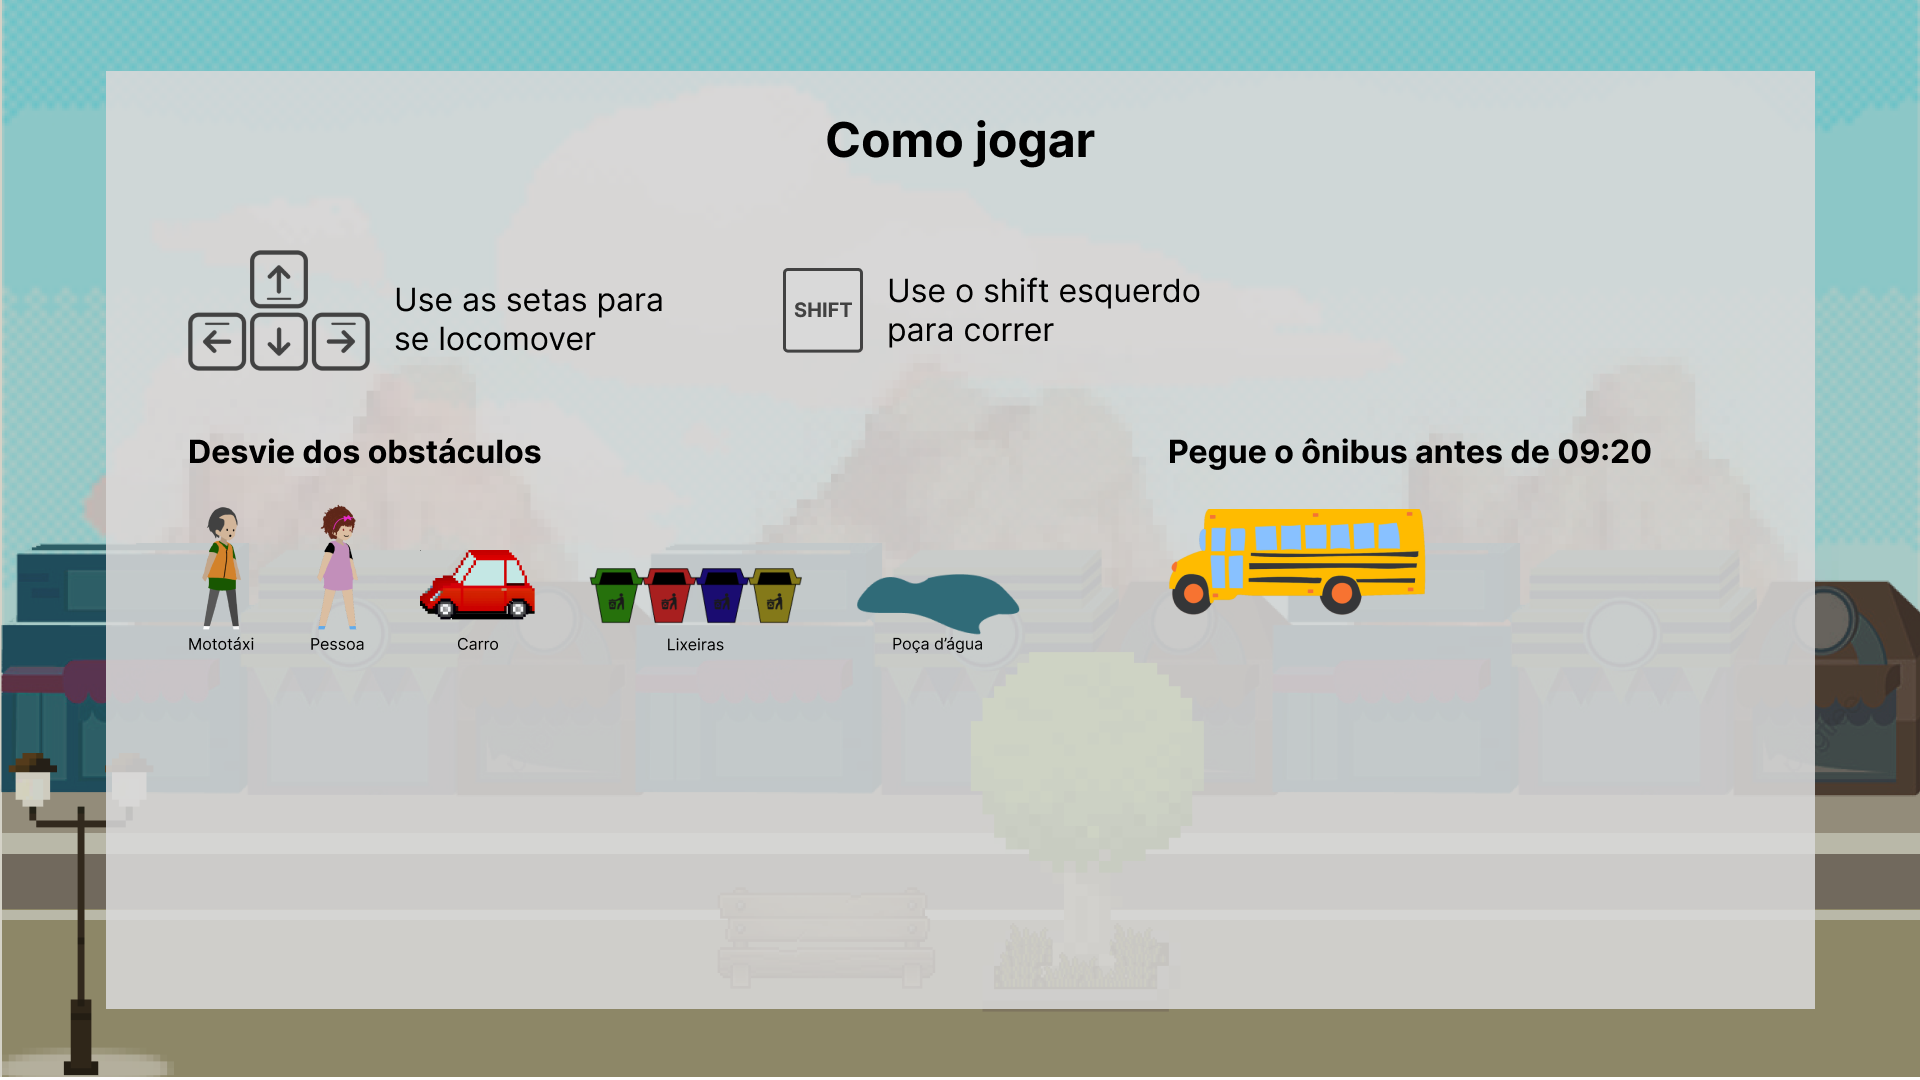 Como jogar
Use as setas para
se locomover
SHIFT
Use o shift esquerdo
para correr
Desvie dos obstáculos
Pegue o ônibus antes de 09:20
Mototáxi
Pessoa
Carro
Lixeiras
Poça d’água